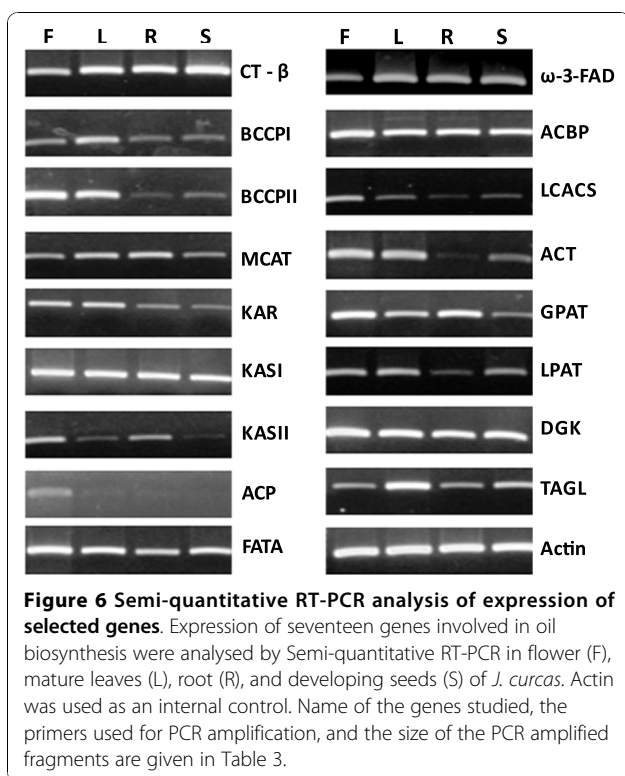 F L R S
CT - β
BCCPI
BCCPII
MCAT
KAR
KASI
KASII
ACP
FATA
F L R S
ω-3-FAD
ACBP
LCACS
ACT
GPAT
LPAT
DGK
TAGL
Actin
Figure 6 Semi-quantitative RT-PCR analysis of expression of
selected genes. Expression of seventeen genes involved in oil
biosynthesis were analysed by Semi-quantitative RT-PCR in flower (F),
mature leaves (L), root (R), and developing seeds (S) of J. curcas. Actin
was used as an internal control. Name of the genes studied, the
primers used for PCR amplification, and the size of the PCR amplified
fragments are given in Table 3.